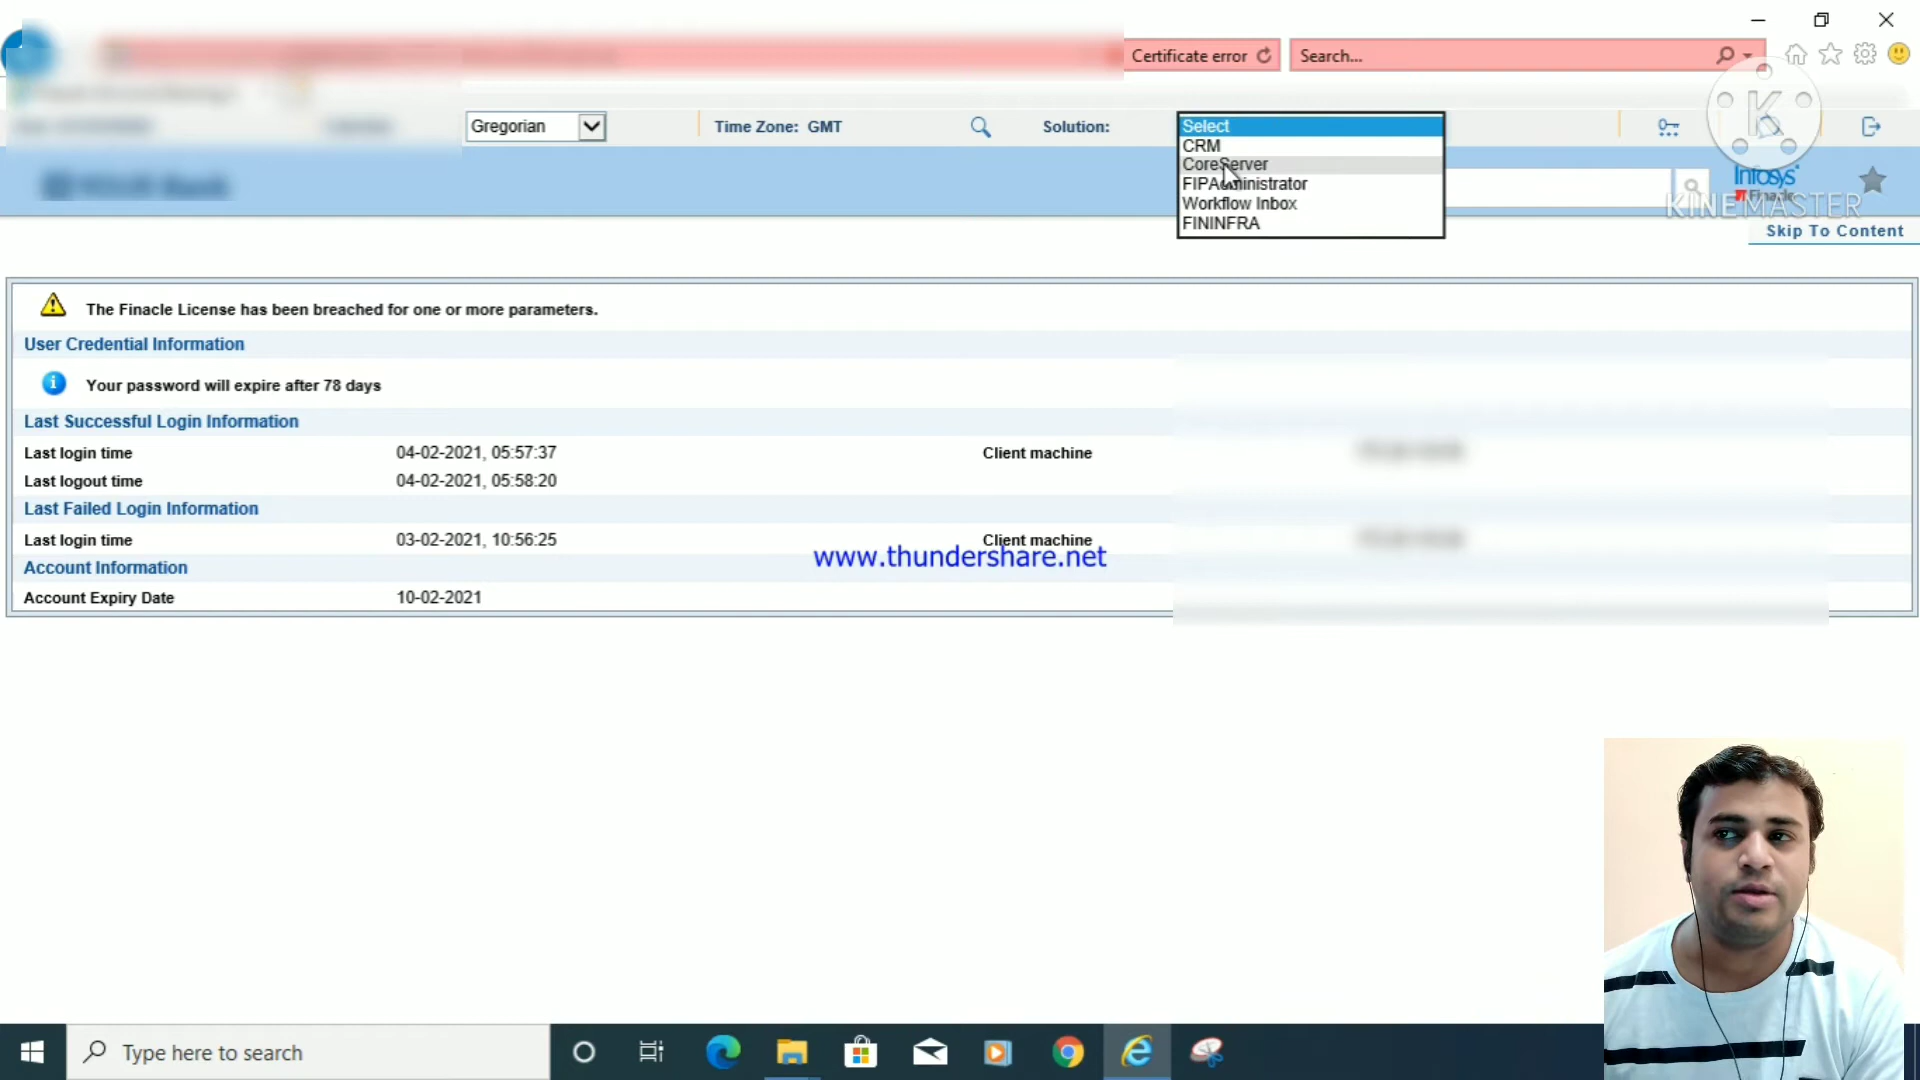 Certificate error
Search...
Gregorian
Time Zone: GMT
Solution:
Select
CRM
CoreServer
FIPAdministrator
Workflow Inbox
FININFRA
K
Infosys
Finacle
KINEMASTER
Skip To Content
The Finacle License has been breached for one or more parameters.
User Credential Information
Your password will expire after 78 days
Last Successful Login Information
Last login time 04-02-2021, 05:57:37 Client machine
Last logout time 04-02-2021, 05:58:20
Last Failed Login Information
Last login time 03-02-2021, 10:56:25 Client machine
www.thundershare.net
Account Information
Account Expiry Date 10-02-2021
Type here to search